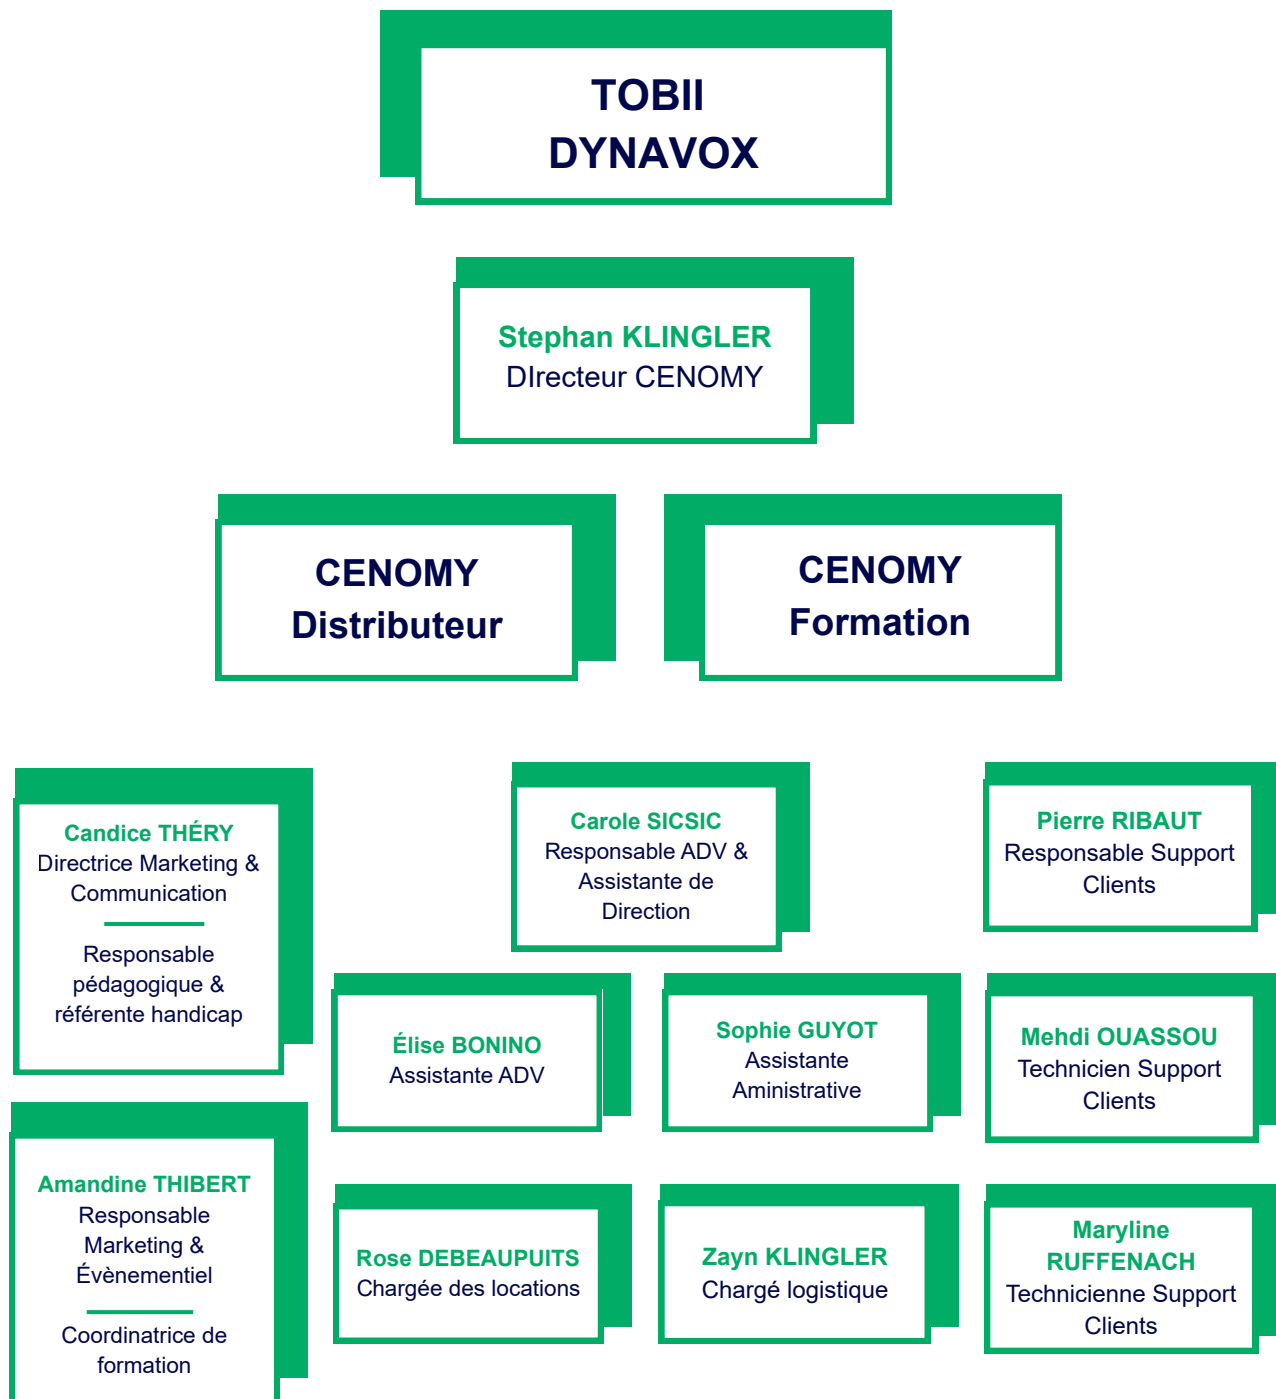 TOBII
DYNAVOX
Stephan KLINGLER
DIrecteur CENOMY
CENOMY
Distributeur
CENOMY
Formation
Candice THÉRY
Directrice Marketing &
Communication
Responsable
pédagogique &
référente handicap
Amandine THIBERT
Responsable
Marketing &
Évènementiel
Coordinatrice de
formation
Carole SICSIC
Responsable ADV &
Assistante de
Direction
Élise BONINO
Assistante ADV
Sophie GUYOT
Assistante
Aministrative
Rose DEBEAUPUITS
Chargée des locations
Zayn KLINGLER
Chargé logistique
Pierre RIBAUT
Responsable Support
Clients
Mehdi OUASSOU
Technicien Support
Clients
Maryline
RUFFENACH
Technicienne Support
Clients